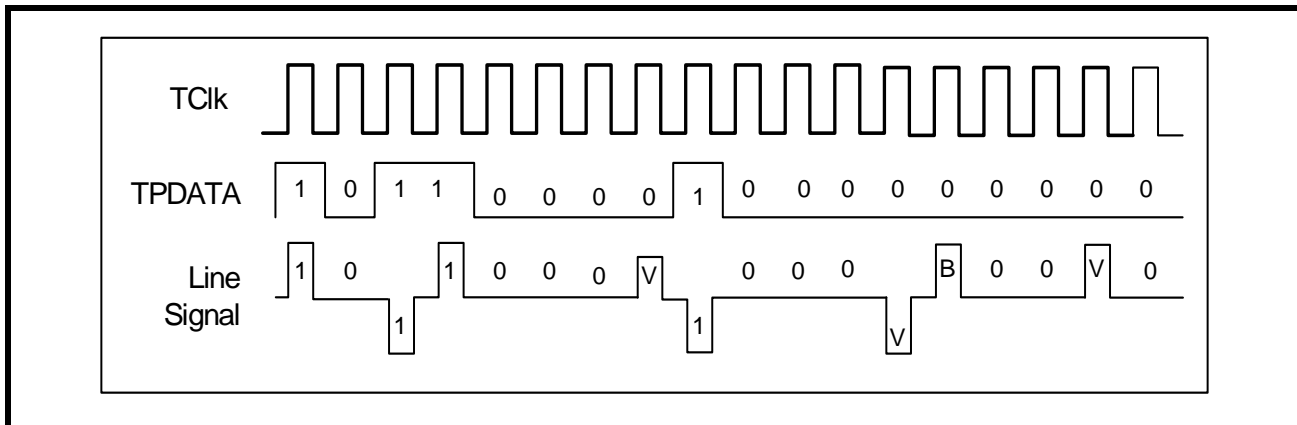 TClk
TPDATA 1 0 1 1 0 0 0 0 1 0 0 0 0 0 0 0 0 0
Line Signal 1 0 1 1 0 0 0 V 1 0 0 0 V B 0 0 V 0